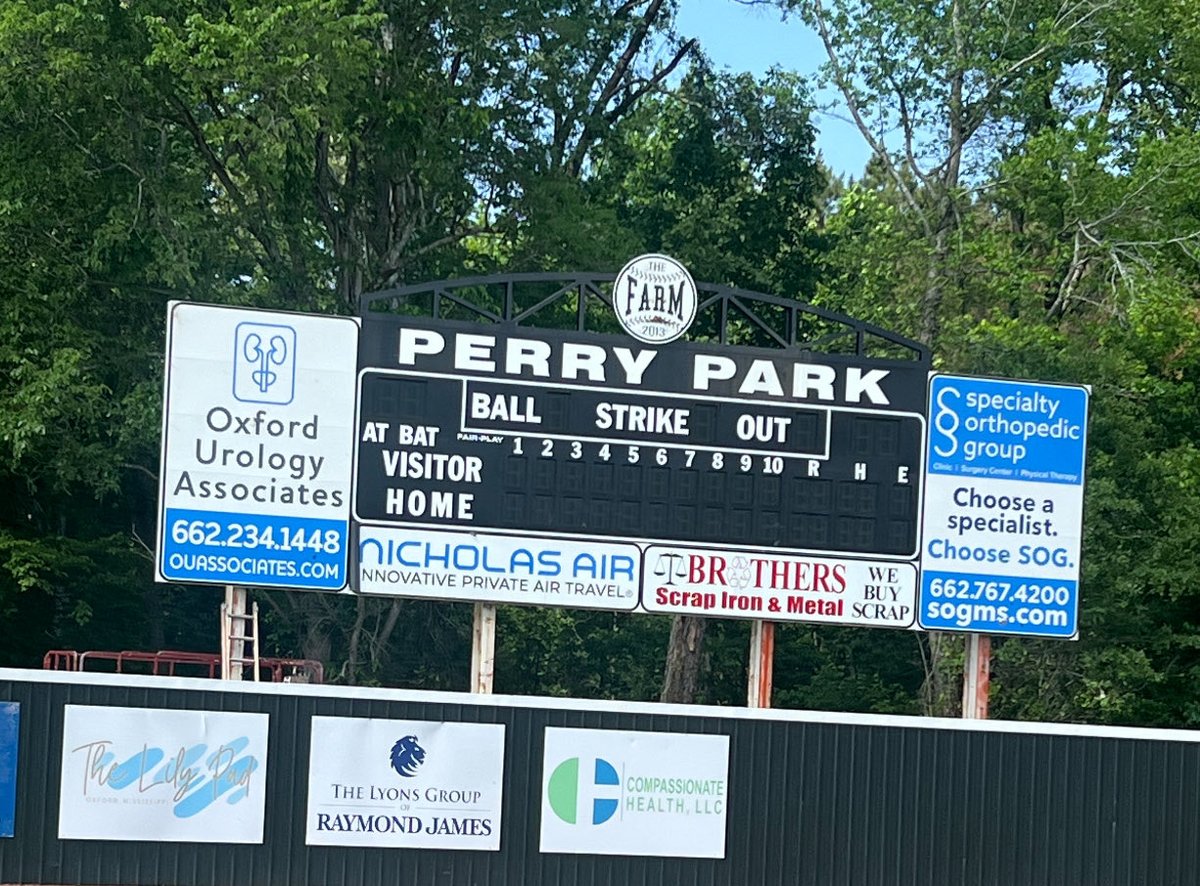 THE
FARM
2013
PERRY PARK
BALL STRIKE OUT
AT BAT FAIR-PLAY 1 2 3 4 5 6 7 8 9 10 R H E
VISITOR
HOME
Oxford
Urology
Associates
662.234.1448
OUASSOCIATES.COM
NICHOLAS AIR
INNOVATIVE PRIVATE AIR TRAVEL®
BROTHERS
Scrap Iron & Metal
WE
BUY
SCRAP
specialty
orthopedic
group
Clinic | Surgery Center | Physical Therapy
Choose a
specialist.
Choose SOG.
662.767.4200
sogms.com
The Lily Pad
OXFORD, MISSISSIPPI
THE LYONS GROUP
OF
RAYMOND JAMES
COMPASSIONATE
HEALTH, LLC